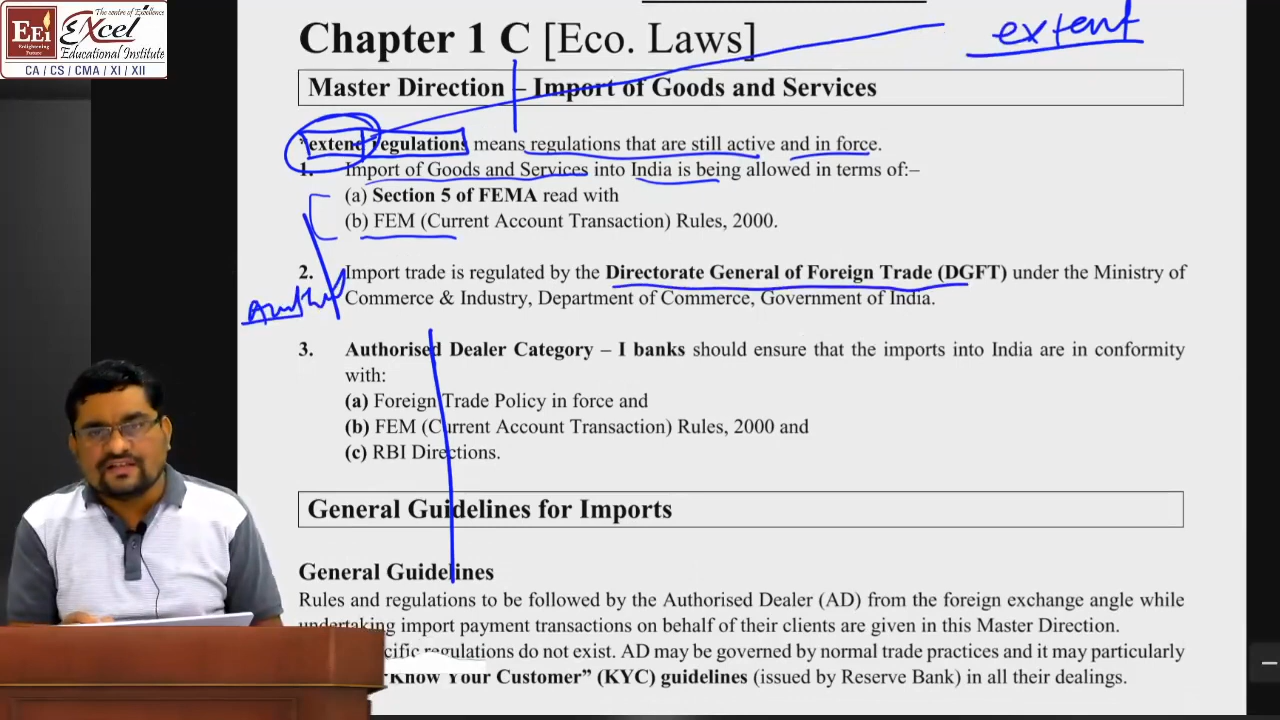 The centre of Excellence
EEi EXcel
Enlightening
Future
Educational Institute
CA / CS / CMA / XI / XII
extent
Chapter 1 C [Eco. Laws]
Master Direction – Import of Goods and Services
*extend regulations means regulations that are still active and in force.
1. Import of Goods and Services into India is being allowed in terms of:–
(a) Section 5 of FEMA read with
(b) FEM (Current Account Transaction) Rules, 2000.
2. Import trade is regulated by the Directorate General of Foreign Trade (DGFT) under the Ministry of
Commerce & Industry, Department of Commerce, Government of India.
3. Authorised Dealer Category – I banks should ensure that the imports into India are in conformity
with:
(a) Foreign Trade Policy in force and
(b) FEM (Current Account Transaction) Rules, 2000 and
(c) RBI Directions.
General Guidelines for Imports
General Guidelines
Rules and regulations to be followed by the Authorised Dealer (AD) from the foreign exchange angle while
undertaking import payment transactions on behalf of their clients are given in this Master Direction.
regulations do not exist. AD may be governed by normal trade practices and it may particularly
“Know Your Customer” (KYC) guidelines (issued by Reserve Bank) in all their dealings.